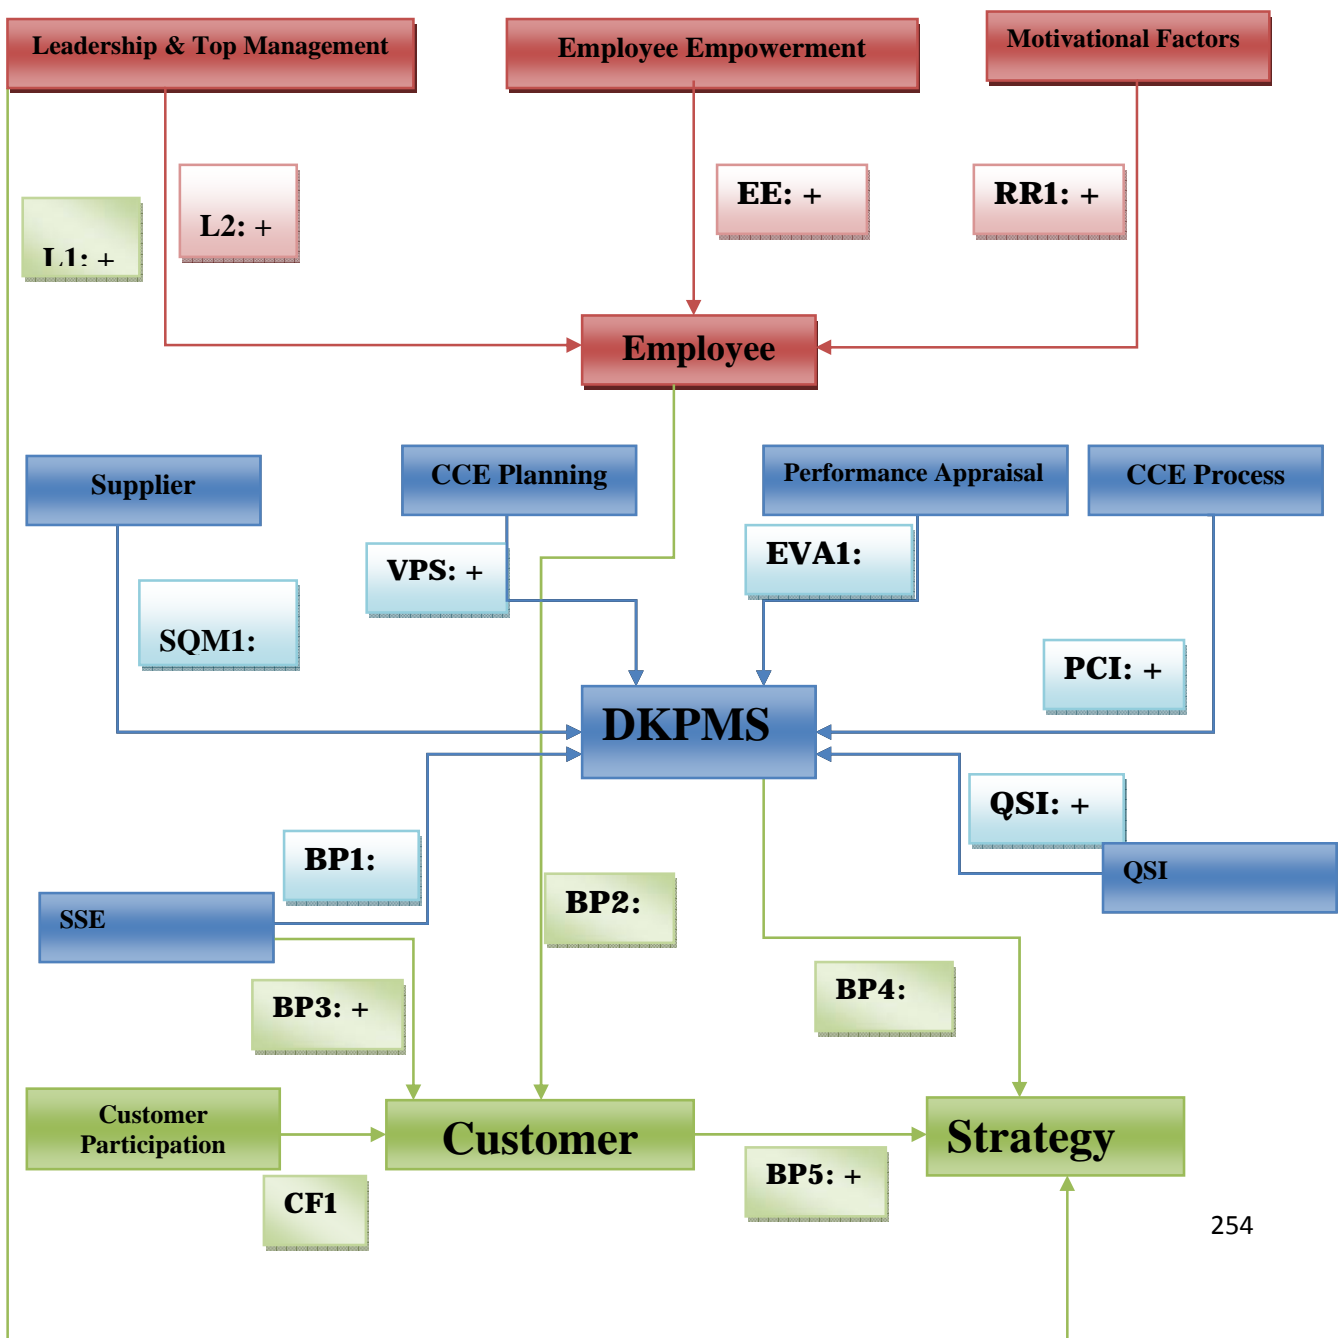 Leadership & Top Management
Employee Empowerment
Motivational Factors
L1: +
L2: +
EE: +
RR1: +
Employee
Supplier
CCE Planning
Performance Appraisal
CCE Process
VPS: +
EVA1:
SQM1:
PCI: +
DKPMS
QSI: +
BP1:
QSI
BP2:
SSE
BP3: +
BP4:
Customer
Participation
Customer
Strategy
BP5: +
CF1
254